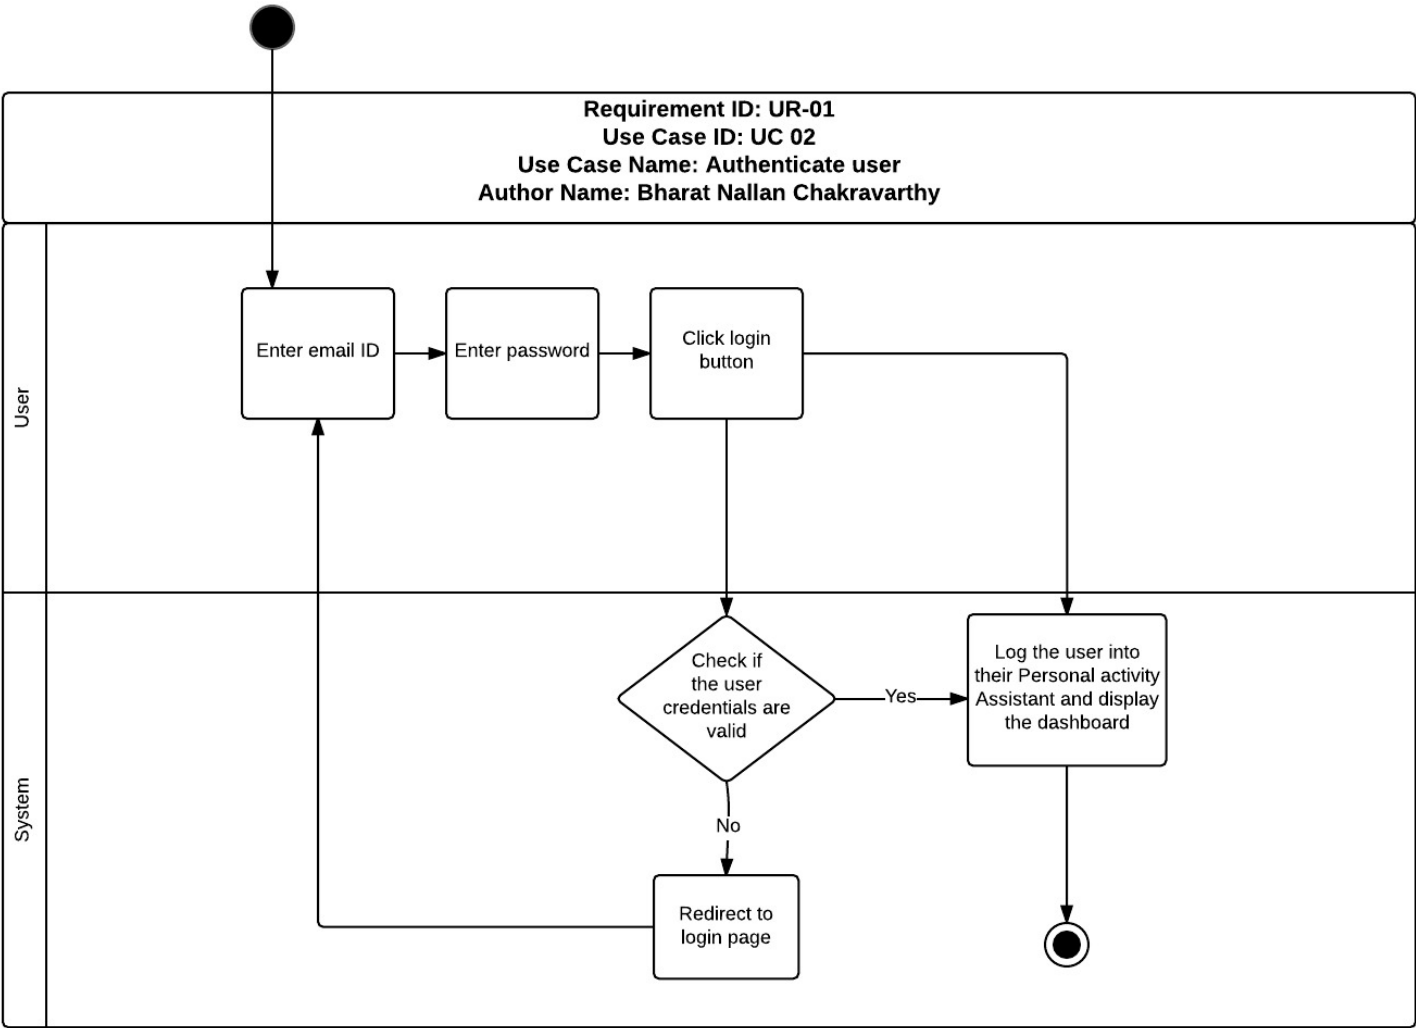 Requirement ID: UR-01
Use Case ID: UC 02
Use Case Name: Authenticate user
Author Name: Bharat Nallan Chakravarthy
User
Enter email ID
Enter password
Click login
button
System
Check if
the user
credentials are
valid
Yes
Log the user into
their Personal activity
Assistant and display
the dashboard
No
Redirect to
login page